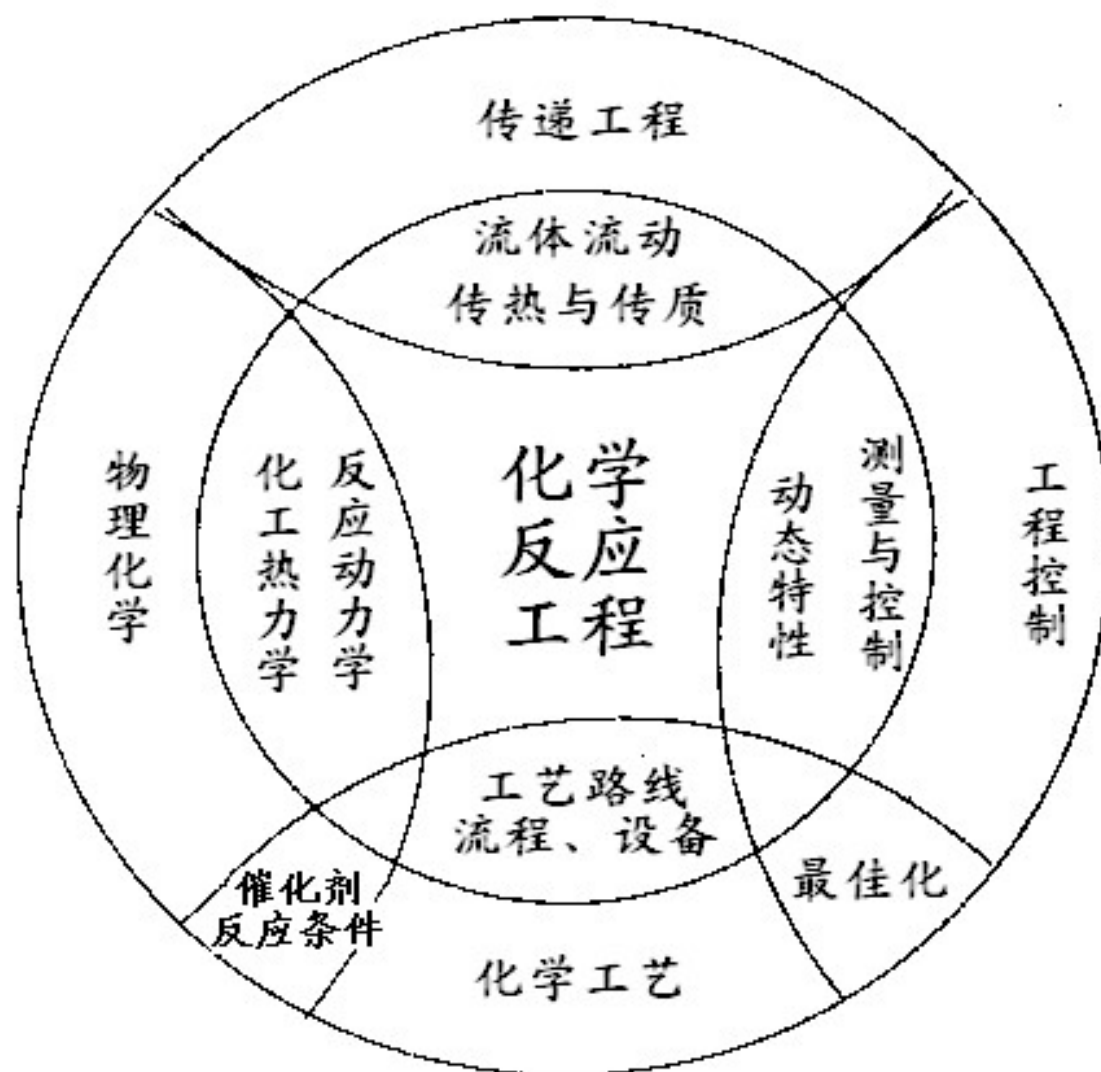 传递工程
流体流动
传热与传质
物理化学
化工热力学
反应动力学
化学
反应
工程
动态特性
测量与控制
工程控制
工艺路线
流程、设备
催化剂
反应条件
最佳化
化学工艺